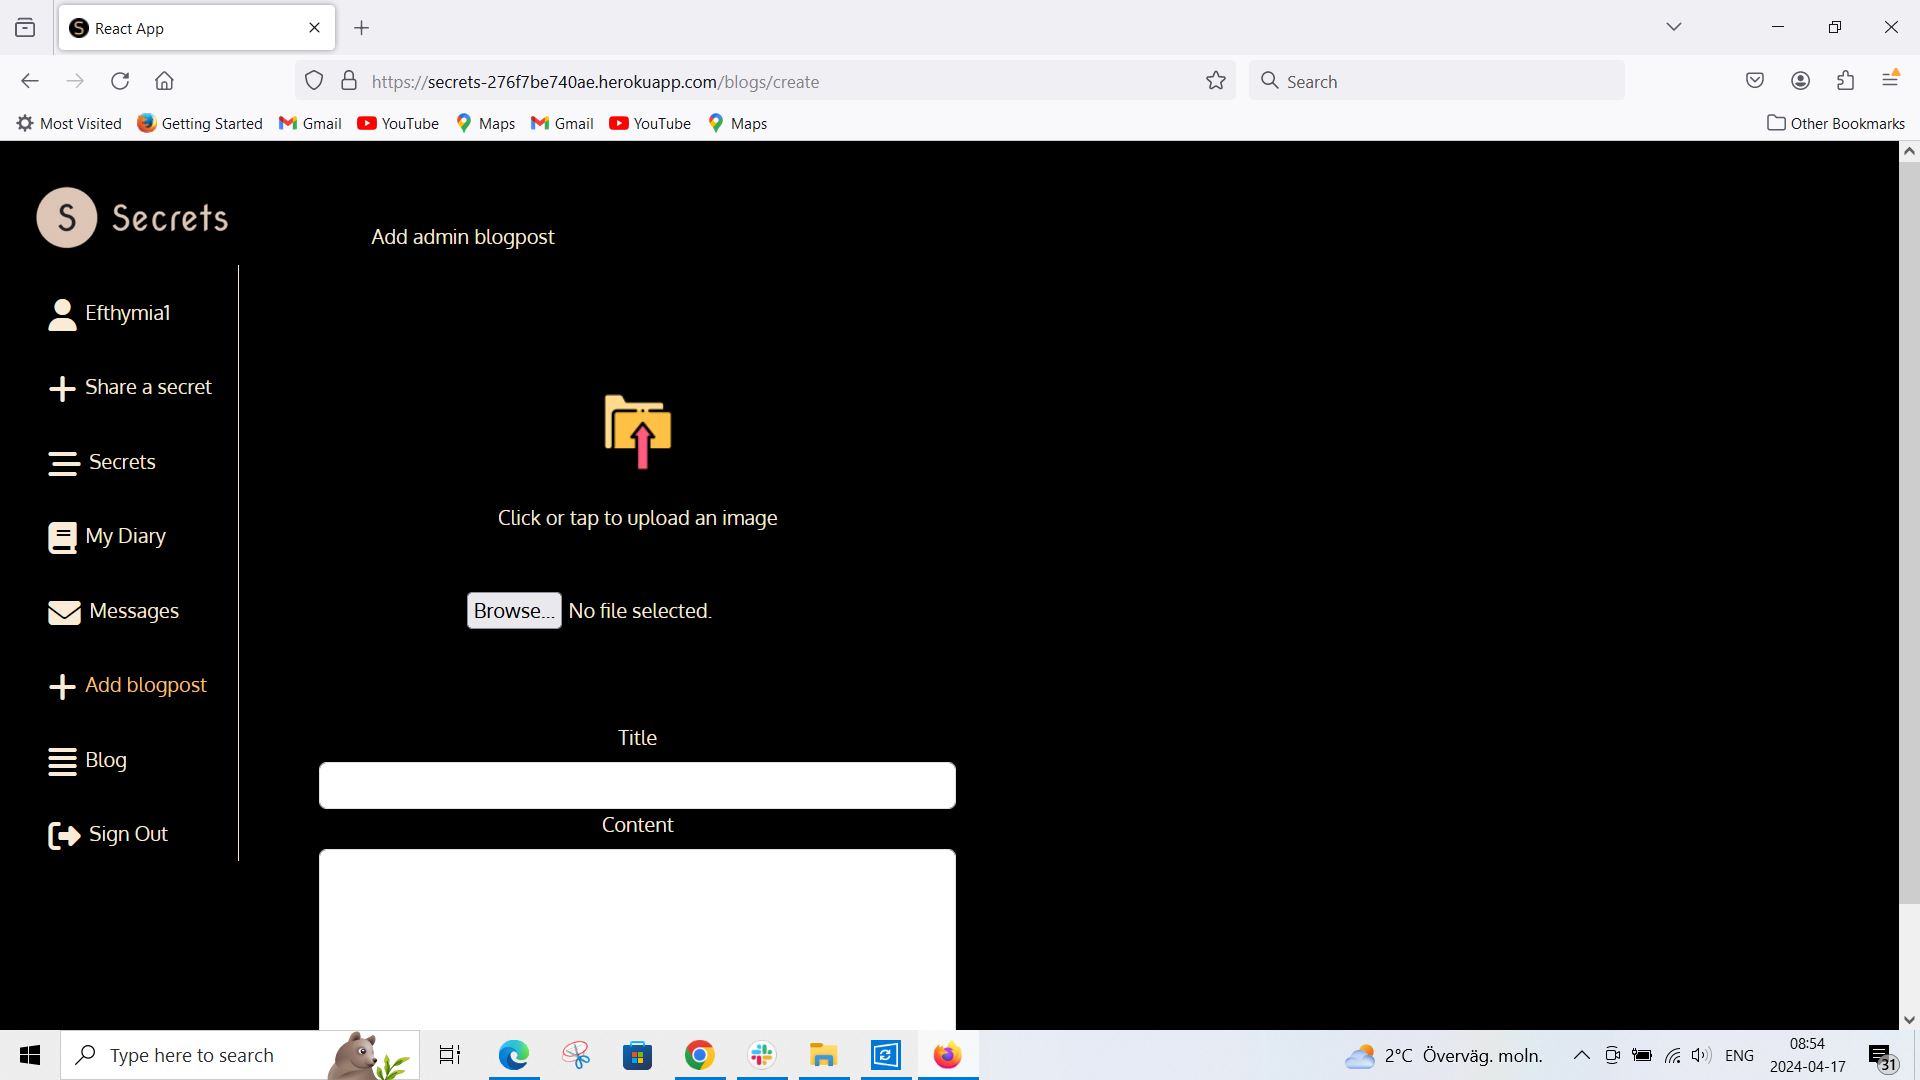 S React App
https://secrets-276f7be740ae.herokuapp.com/blogs/create
Search
Most Visited Getting Started Gmail YouTube Maps Gmail YouTube Maps Other Bookmarks
S Secrets
Add admin blogpost
Efthymia1
Share a secret
Secrets
My Diary
Messages
Add blogpost
Blog
Sign Out
Click or tap to upload an image
Browse... No file selected.
Title
Content
Type here to search
2°C Överväg. moln.
ENG
08:54
2024-04-17
31